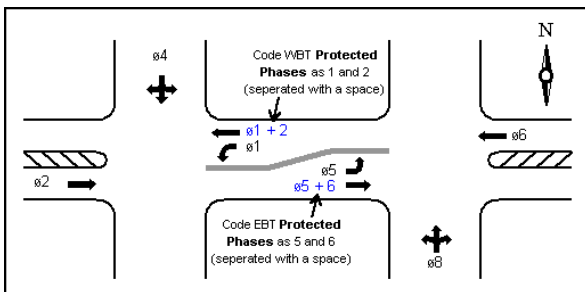 N
ø4
Code WBT Protected
Phases as 1 and 2
(seperated with a space)
ø1 + 2
ø1
ø6
ø2
ø5
ø5 + 6
Code EBT Protected
Phases as 5 and 6
(seperated with a space)
ø8